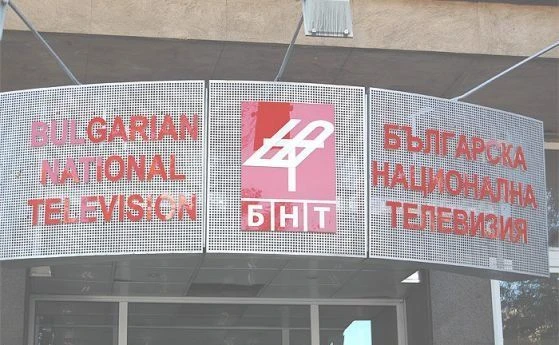 BULGARIAN
NATIONAL
TELEVISION
БНТ
БЪЛГАРСКА
НАЦИОНАЛНА
ТЕЛЕВИЗИЯ